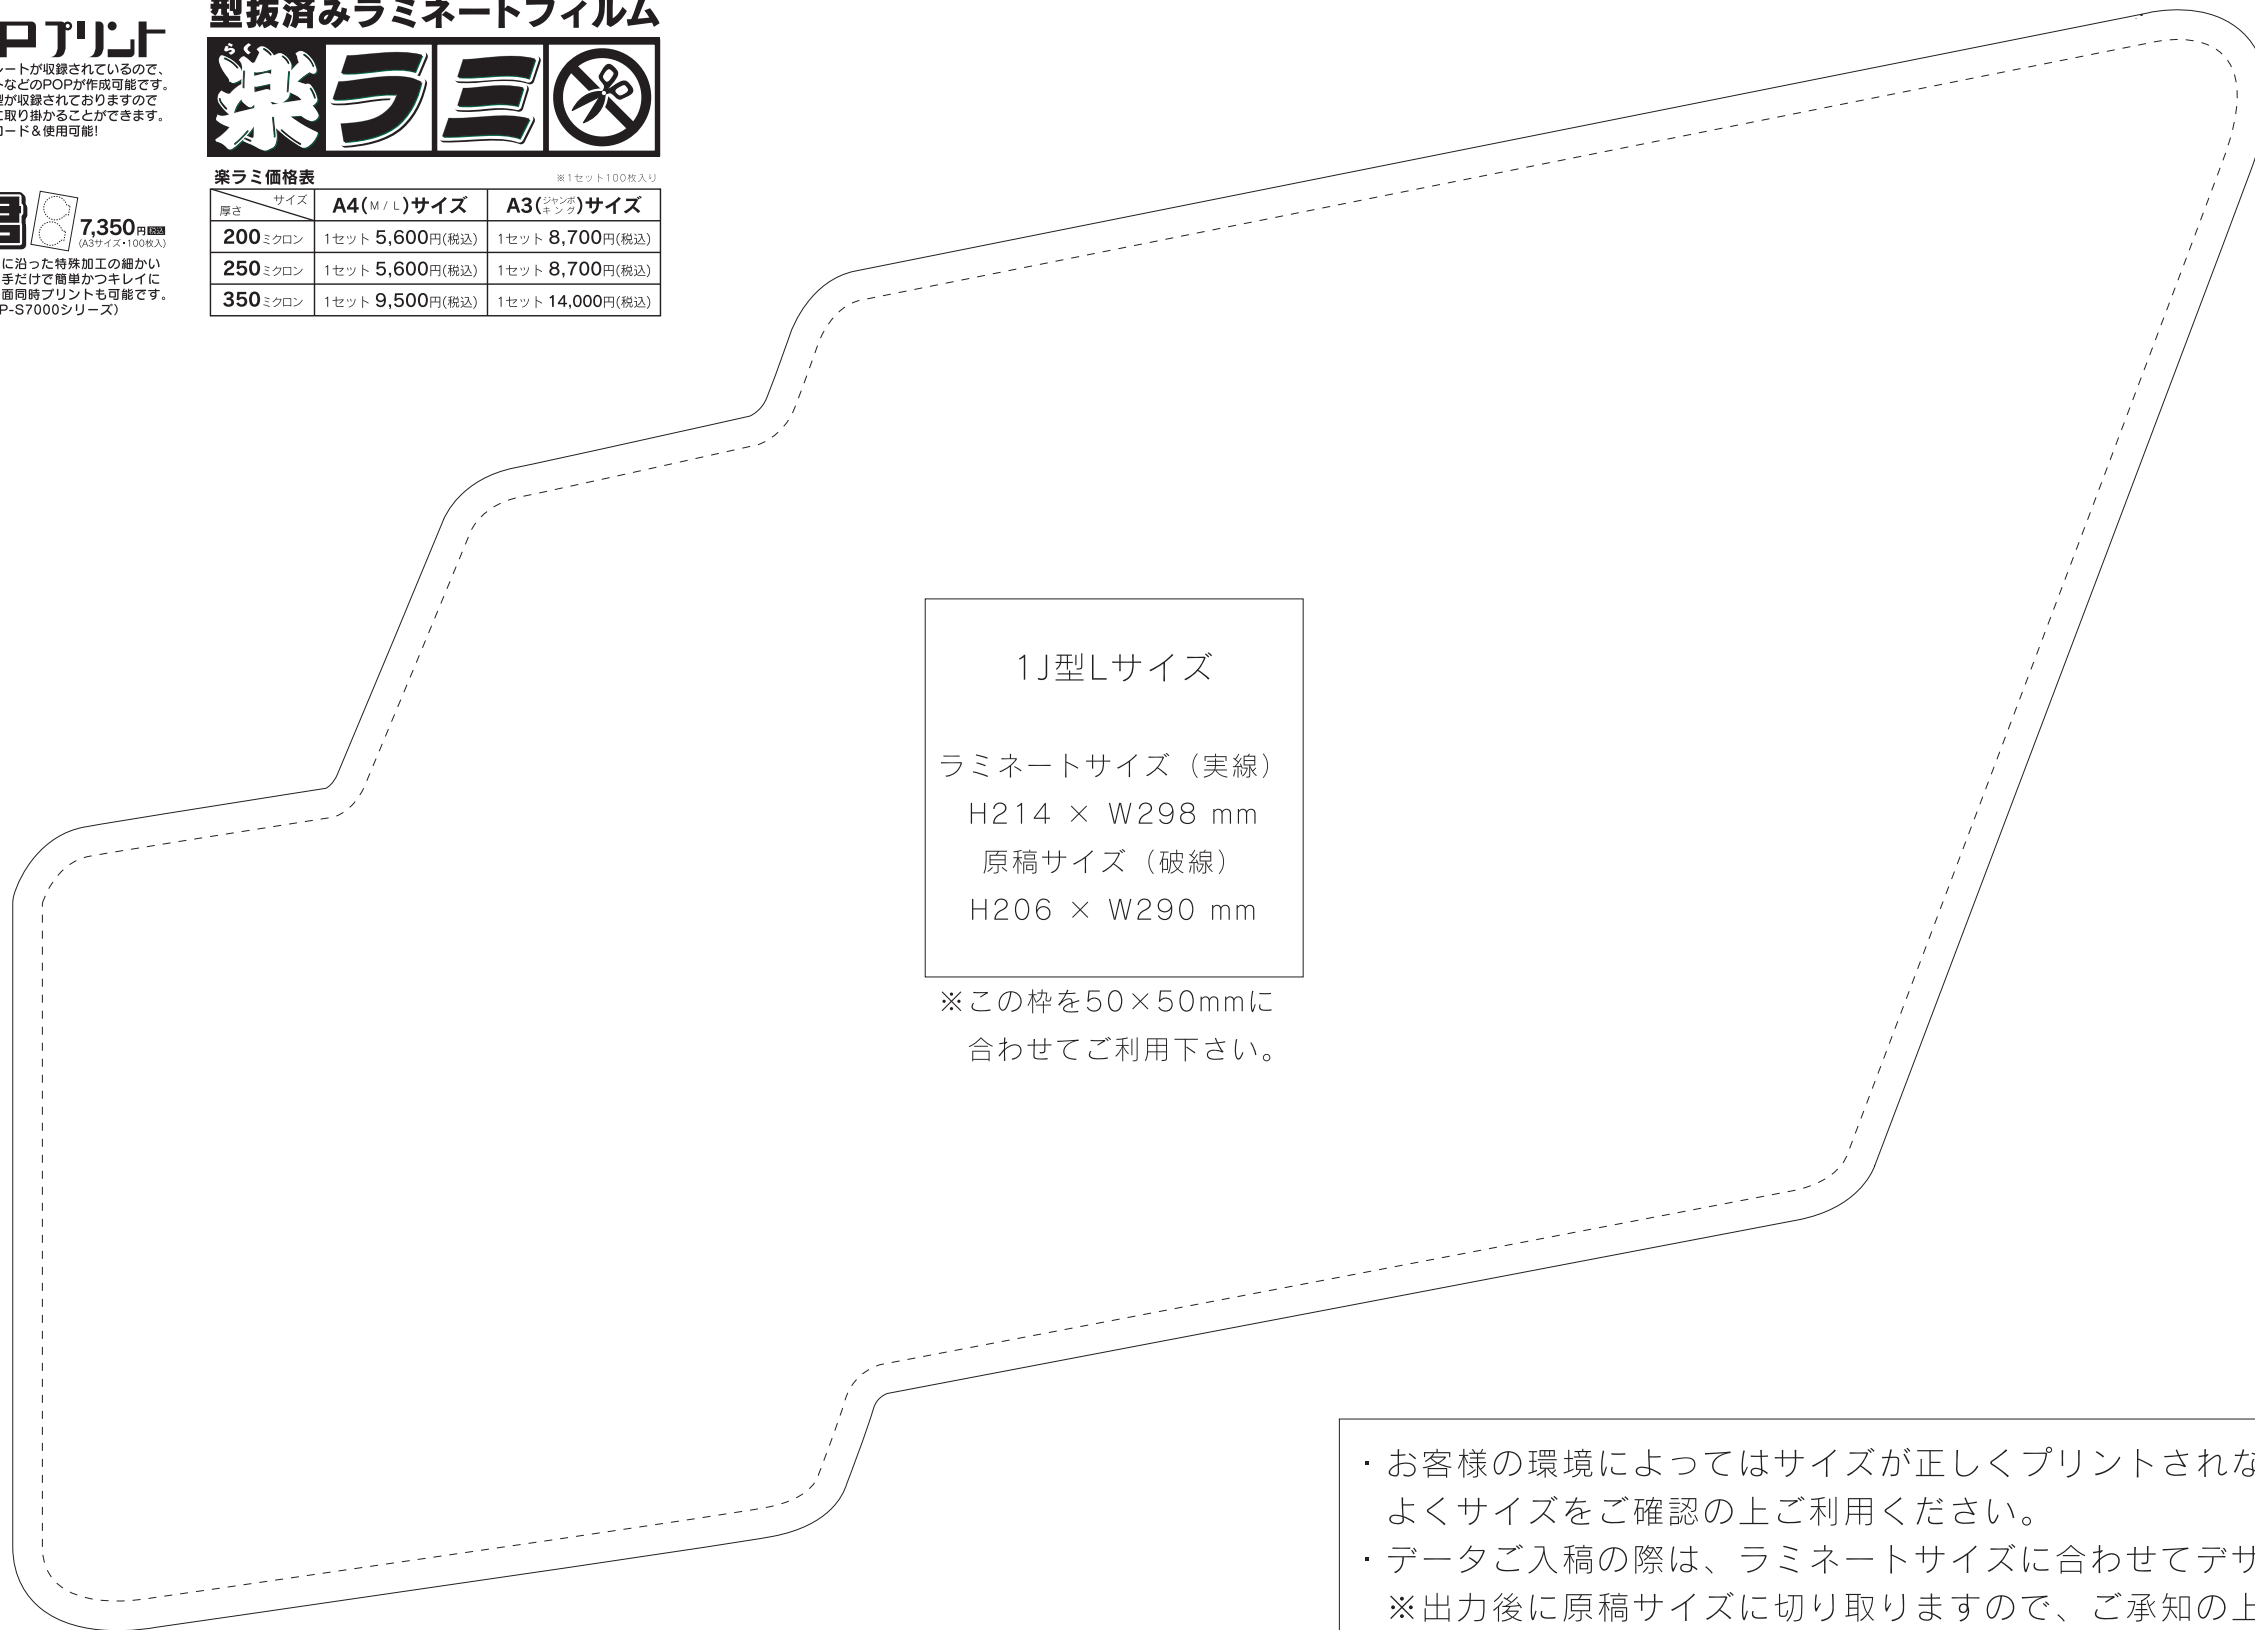 Pプリント
ートが収録されているので、
などのPOPが作成可能です。
型が収録されておりますので
に取り掛かることができます。
ロード&使用可能!
7,350円税込
(A3サイズ・100枚入)
に沿った特殊加工の細かい
手だけで簡単かつキレイに
面同時プリントも可能です。
P-S7000シリーズ)
型抜済みラミネートフィルム
らく
楽ラミ
楽ラミ価格表 ※1セット100枚入り
厚さ サイズ A4(M/L)サイズ A3(ジャンボキング)サイズ
200ミクロン 1セット 5,600円(税込) 1セット 8,700円(税込)
250ミクロン 1セット 5,600円(税込) 1セット 8,700円(税込)
350ミクロン 1セット 9,500円(税込) 1セット 14,000円(税込)
1J型Lサイズ
ラミネートサイズ(実線)
H214 × W298 mm
原稿サイズ(破線)
H206 × W290 mm
※この枠を50×50mmに
合わせてご利用下さい。
・お客様の環境によってはサイズが正しくプリントされな
よくサイズをご確認の上ご利用ください。
・データご入稿の際は、ラミネートサイズに合わせてデザ
※出力後に原稿サイズに切り取りますので、ご承知の上